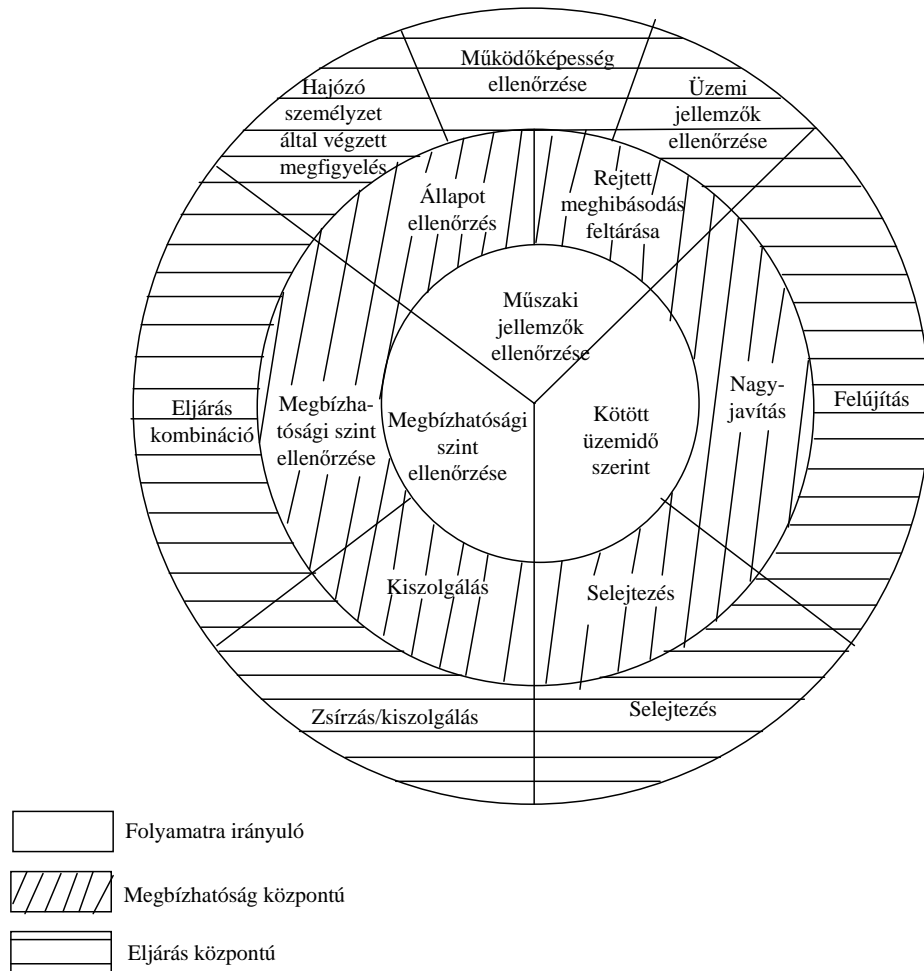 Működőképesség
ellenőrzése
Hajózó
személyzet
által végzett
megfigyelés
Üzemi
jellemzők
ellenőrzése
Állapot
ellenőrzés
Rejtett
meghibásodás
feltárása
Műszaki
jellemzők
ellenőrzése
Eljárás
kombináció
Megbízha-
tósági szint
ellenőrzése
Megbízhatósági
szint
ellenőrzése
Kötött
üzemidő
szerint
Nagy-
javítás
Felújítás
Kiszolgálás
Selejtezés
Zsírzás/kiszolgálás
Selejtezés
Folyamatra irányuló
Megbízhatóság központú
Eljárás központú